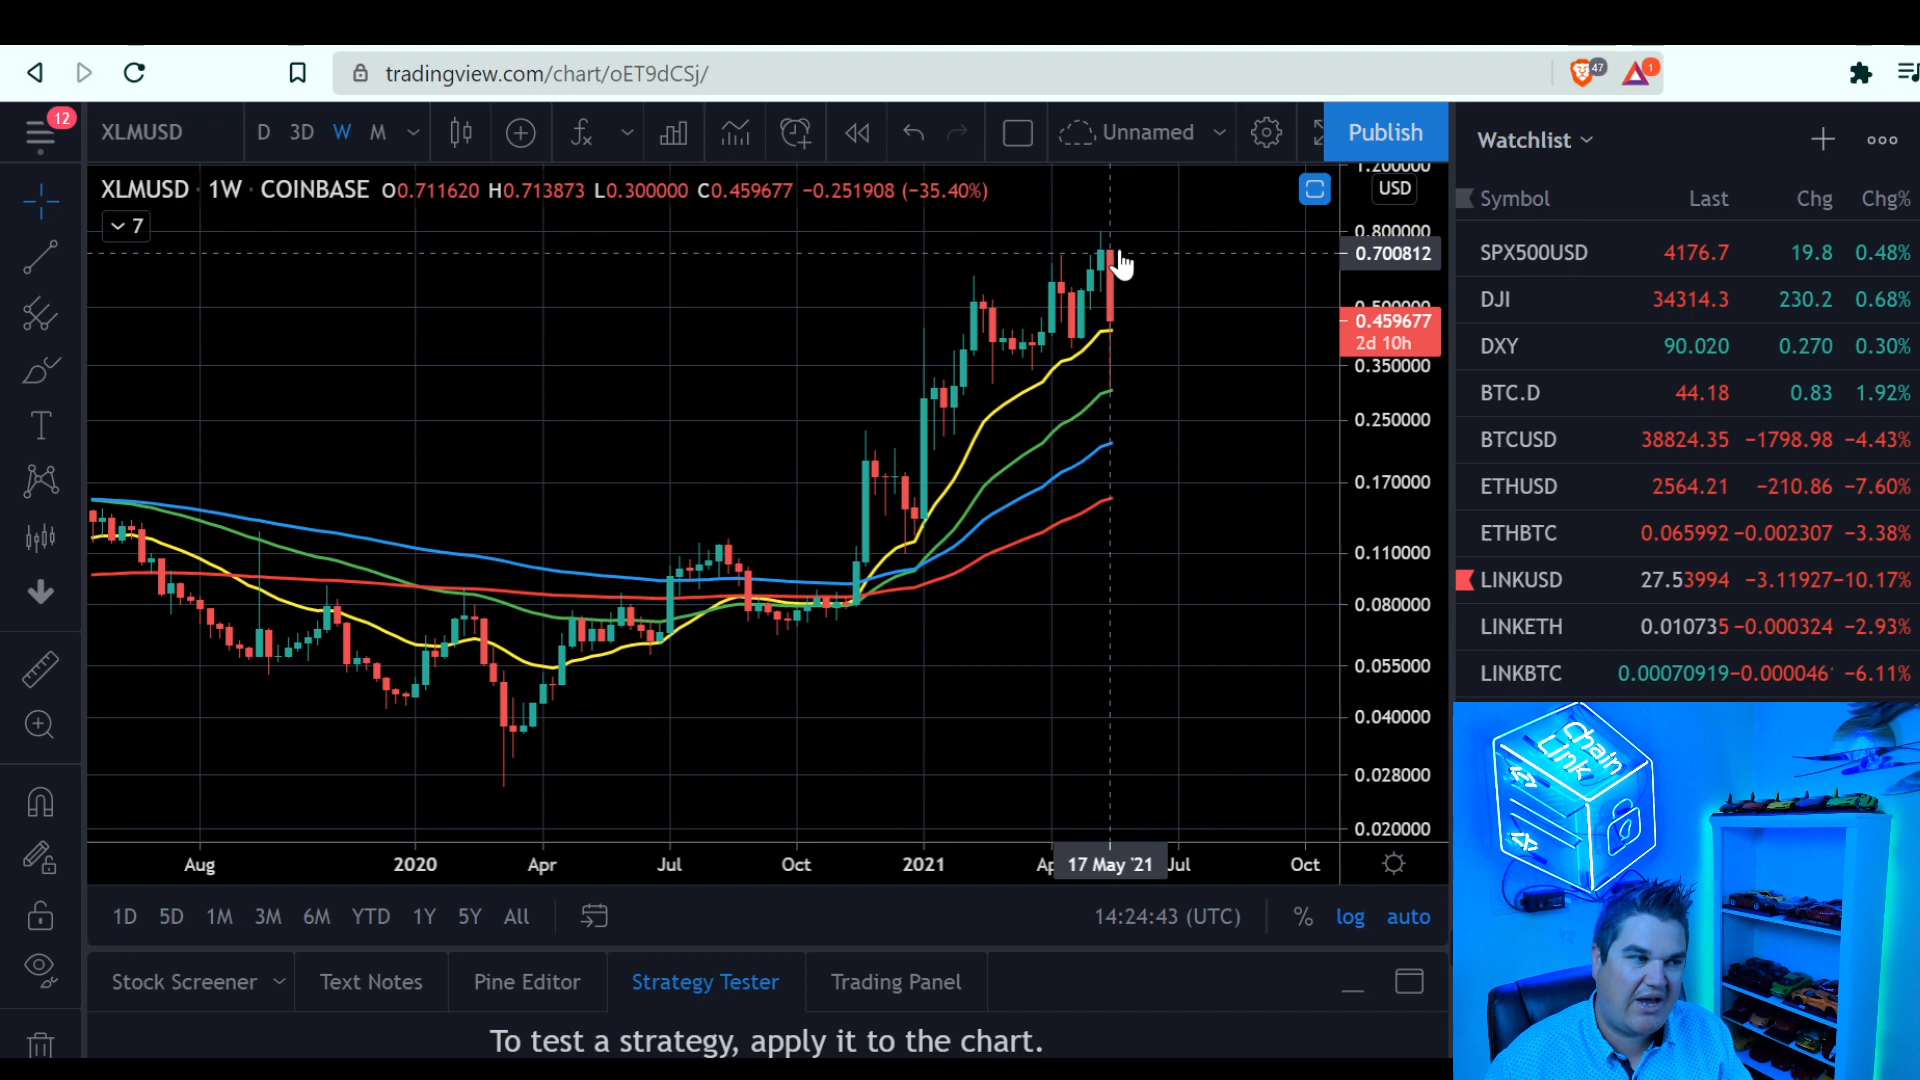 tradingview.com/chart/oET9dCSj/
47
1
12
XLMUSD
D 3D W M
Unnamed
Publish
XLMUSD · 1W · COINBASE O0.711620 H0.713873 L0.300000 C0.459677 −0.251908 (−35.40%)
7
USD
1.200000
0.800000
0.700812
0.500000
0.459677
2d 10h
0.350000
0.250000
0.170000
0.110000
0.080000
0.055000
0.040000
0.028000
0.020000
Aug 2020 Apr Jul Oct 2021 Ap 17 May '21 Jul Oct
1D 5D 1M 3M 6M YTD 1Y 5Y All
14:24:43 (UTC) % log auto
Stock Screener Text Notes Pine Editor Strategy Tester Trading Panel
To test a strategy, apply it to the chart.
Watchlist
Symbol Last Chg Chg%
SPX500USD 4176.7 19.8 0.48%
DJI 34314.3 230.2 0.68%
DXY 90.020 0.270 0.30%
BTC.D 44.18 0.83 1.92%
BTCUSD 38824.35 −1798.98 −4.43%
ETHUSD 2564.21 −210.86 −7.60%
ETHBTC 0.065992 −0.002307 −3.38%
LINKUSD 27.53994 −3.11927 −10.17%
LINKETH 0.010735 −0.000324 −2.93%
LINKBTC 0.00070919 −0.000046 −6.11%
Chain
Link